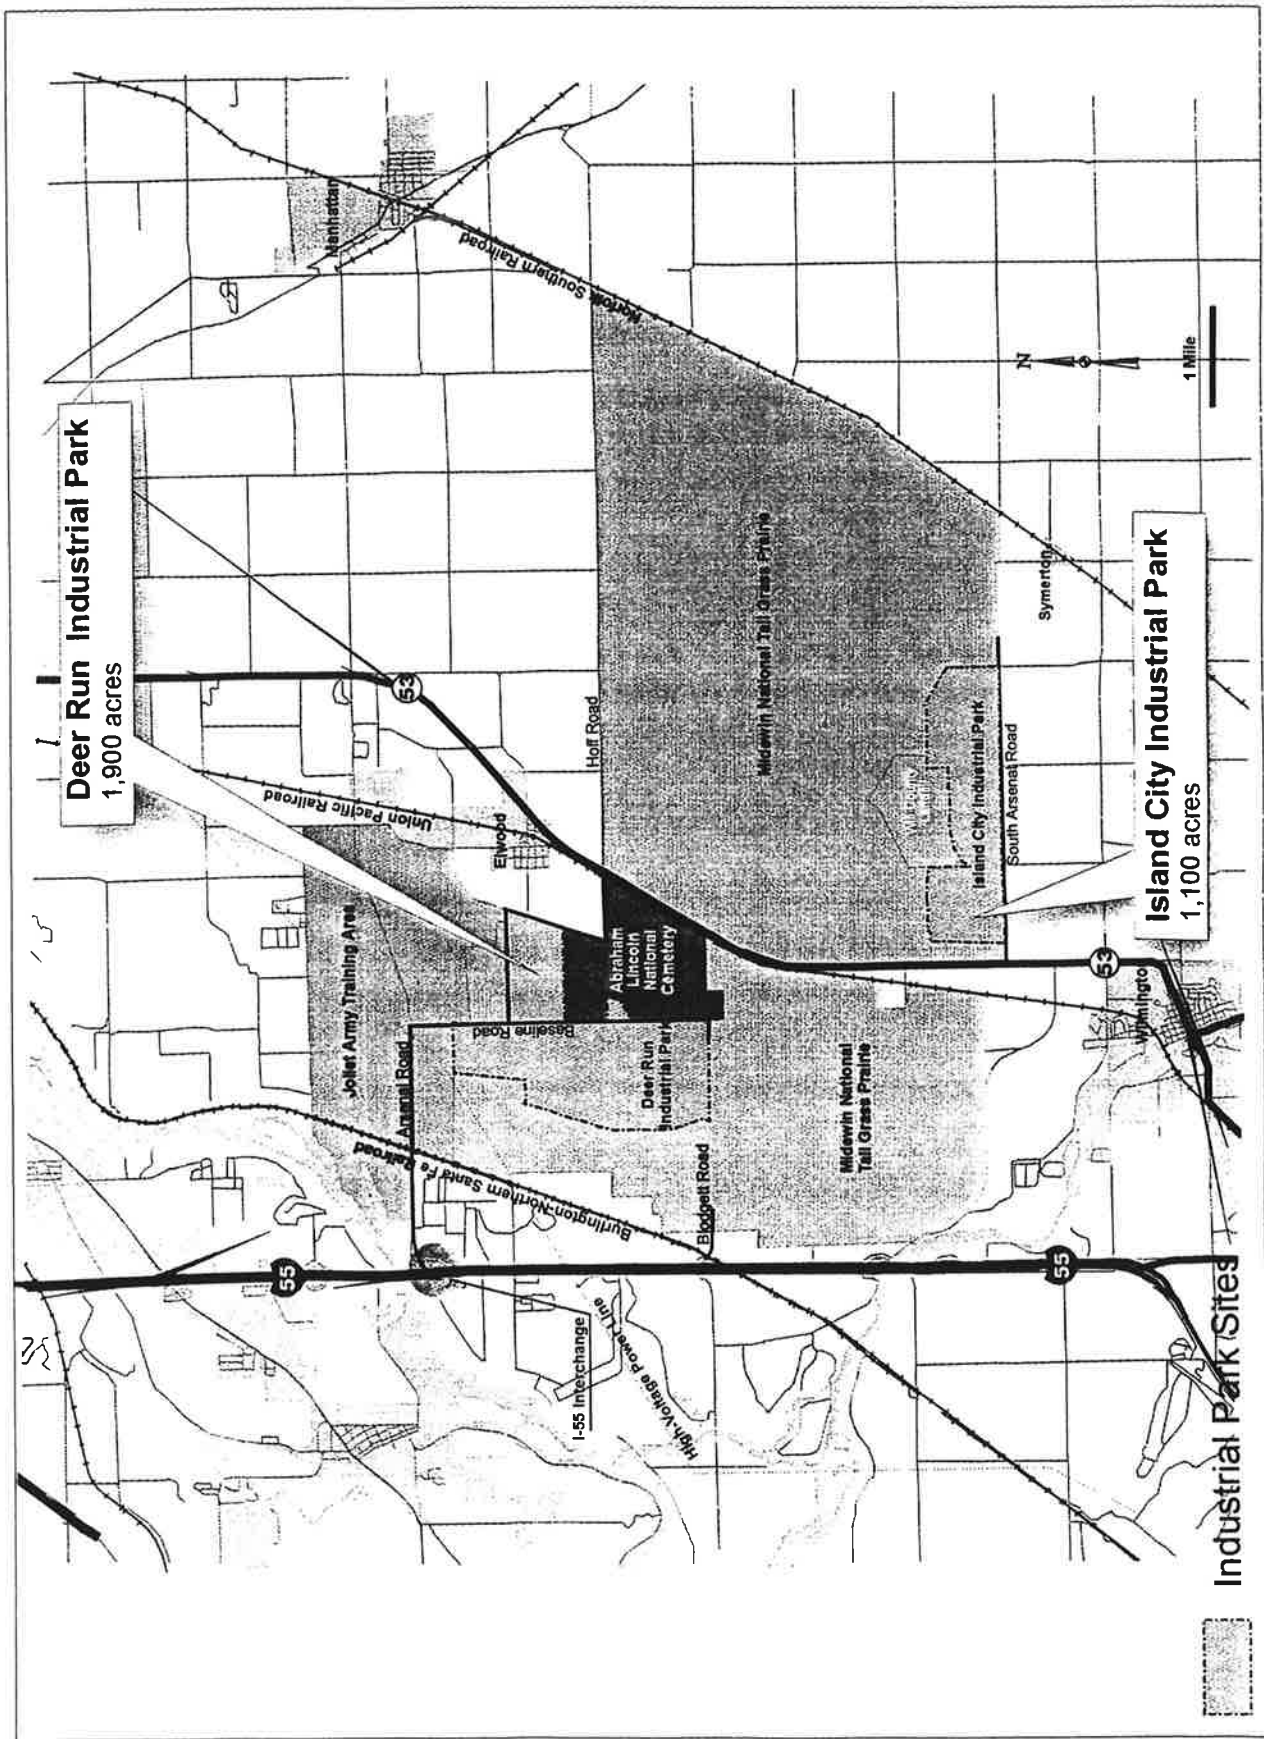 Deer Run Industrial Park
1,900 acres
Manhattan
Norfolk Southern Railroad
53
Union Pacific Railroad
Elwood
Hoff Road
Joliet Army Training Area
Arsenal Road
Baseline Road
Abraham
Lincoln
National
Cemetery
Deer Run
Industrial Park
Burlington-Northern Santa Fe Railroad
Blodgett Road
55
I-55 Interchange
High-Voltage Power Line
Midewin National Tall Grass Prairie
Midewin National
Tall Grass Prairie
Island City Industrial Park
South Arsenal Road
Symerton
N
1 Mile
Island City Industrial Park
1,100 acres
53
Wilmington
55
Industrial Park Sites